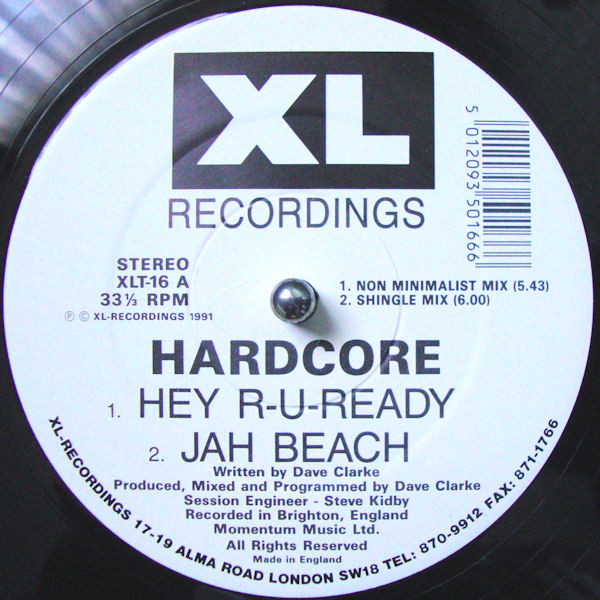 XL
RECORDINGS
5 012093 501666
STEREO
XLT-16 A
33⅓ RPM
℗ © XL-RECORDINGS 1991
1. NON MINIMALIST MIX (5.43)
2. SHINGLE MIX (6.00)
HARDCORE
1. HEY R-U-READY
2. JAH BEACH
Written by Dave Clarke
Produced, Mixed and Programmed by Dave Clarke
Session Engineer - Steve Kidby
Recorded in Brighton, England
Momentum Music Ltd.
All Rights Reserved
Made in England
XL-RECORDINGS 17-19 ALMA ROAD LONDON SW18 TEL: 870-9912 FAX: 871-1766